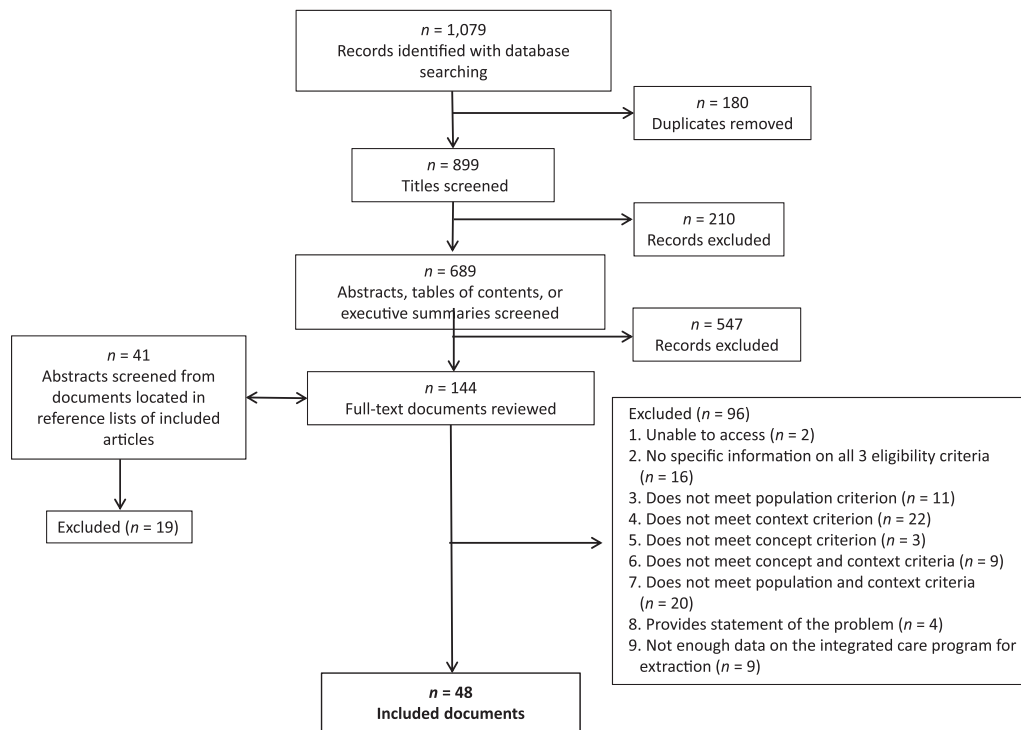 n = 1,079
Records identified with database
searching
n = 180
Duplicates removed
n = 899
Titles screened
n = 210
Records excluded
n = 689
Abstracts, tables of contents, or
executive summaries screened
n = 547
Records excluded
n = 41
Abstracts screened from
documents located in
reference lists of included
articles
n = 144
Full-text documents reviewed
Excluded (n = 19)
Excluded (n = 96)
1. Unable to access (n = 2)
2. No specific information on all 3 eligibility criteria
(n = 16)
3. Does not meet population criterion (n = 11)
4. Does not meet context criterion (n = 22)
5. Does not meet concept criterion (n = 3)
6. Does not meet concept and context criteria (n = 9)
7. Does not meet population and context criteria
(n = 20)
8. Provides statement of the problem (n = 4)
9. Not enough data on the integrated care program for
extraction (n = 9)
n = 48
Included documents